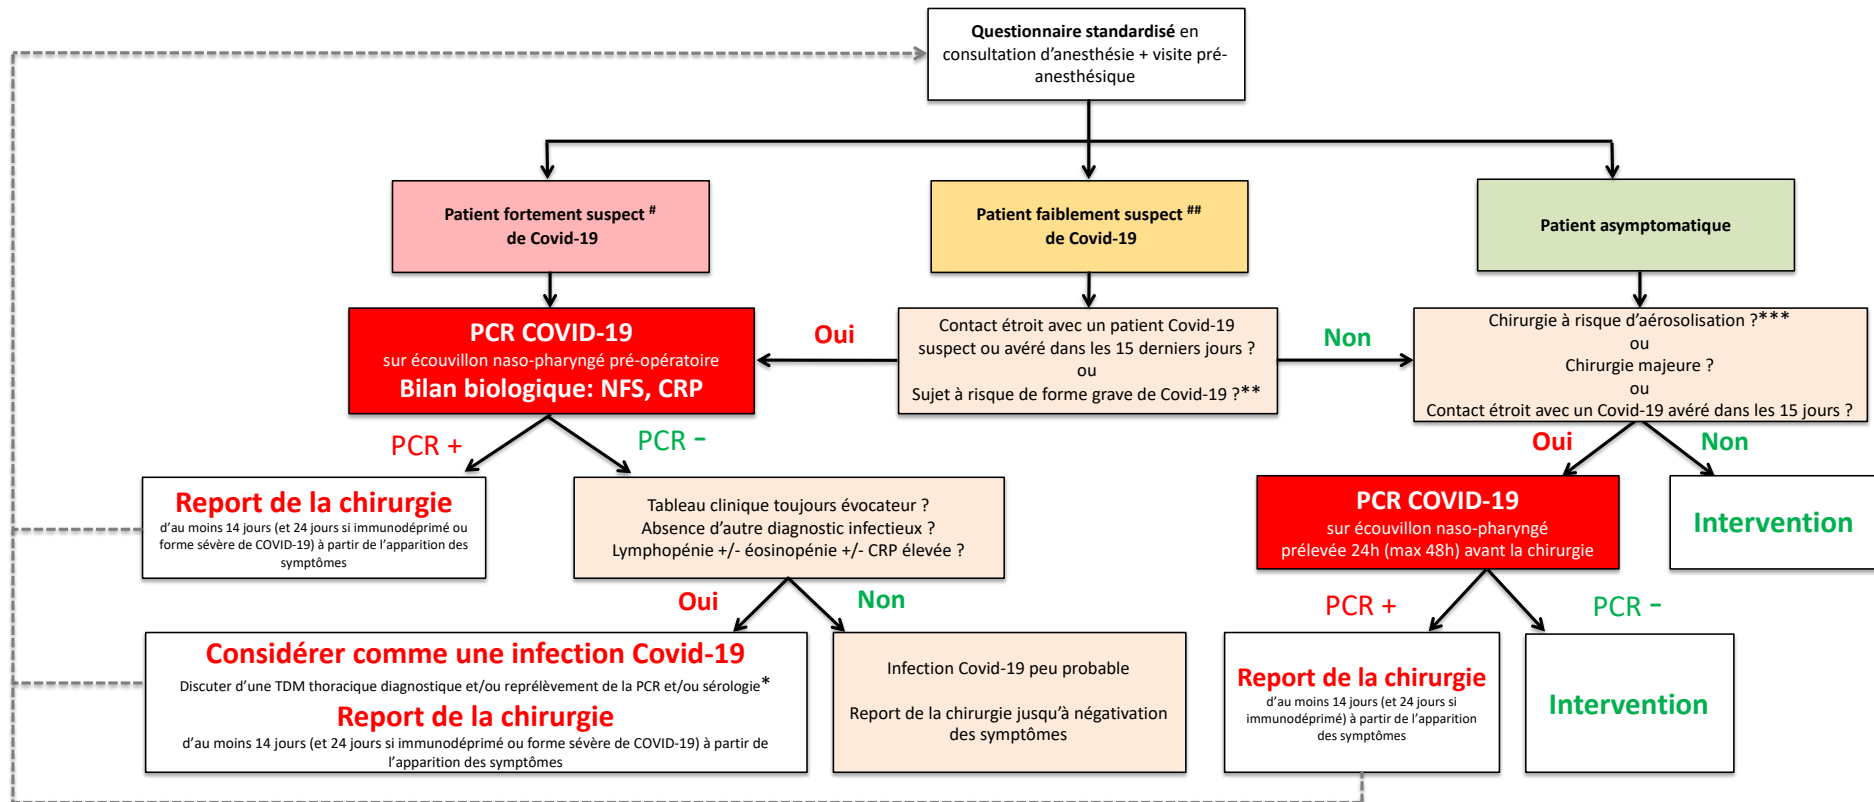 Questionnaire standardisé en
consultation d'anesthésie + visite pré-
anesthésique
Patient fortement suspect #
de Covid-19
Patient faiblement suspect ##
de Covid-19
Patient asymptomatique
PCR COVID-19
sur écouvillon naso-pharyngé pré-opératoire
Bilan biologique: NFS, CRP
Oui
Contact étroit avec un patient Covid-19
suspect ou avéré dans les 15 derniers jours ?
ou
Sujet à risque de forme grave de Covid-19 ?**
Non
Chirurgie à risque d'aérosolisation ?***
ou
Chirurgie majeure ?
ou
Contact étroit avec un Covid-19 avéré dans les 15 jours ?
PCR +
PCR -
Oui
Non
Report de la chirurgie
d'au moins 14 jours (et 24 jours si immunodéprimé ou
forme sévère de COVID-19) à partir de l'apparition des
symptômes
Tableau clinique toujours évocateur ?
Absence d'autre diagnostic infectieux ?
Lymphopénie +/- éosinopénie +/- CRP élevée ?
PCR COVID-19
sur écouvillon naso-pharyngé
prélevée 24h (max 48h) avant la chirurgie
Intervention
Oui
Non
PCR +
PCR -
Considérer comme une infection Covid-19
Discuter d'une TDM thoracique diagnostique et/ou reprélèvement de la PCR et/ou sérologie*
Report de la chirurgie
d'au moins 14 jours (et 24 jours si immunodéprimé ou forme sévère de COVID-19) à partir de
l'apparition des symptômes
Infection Covid-19 peu probable
Report de la chirurgie jusqu'à négativation
des symptômes
Report de la chirurgie
d'au moins 14 jours (et 24 jours si
immunodéprimé) à partir de l'apparition
des symptômes
Intervention